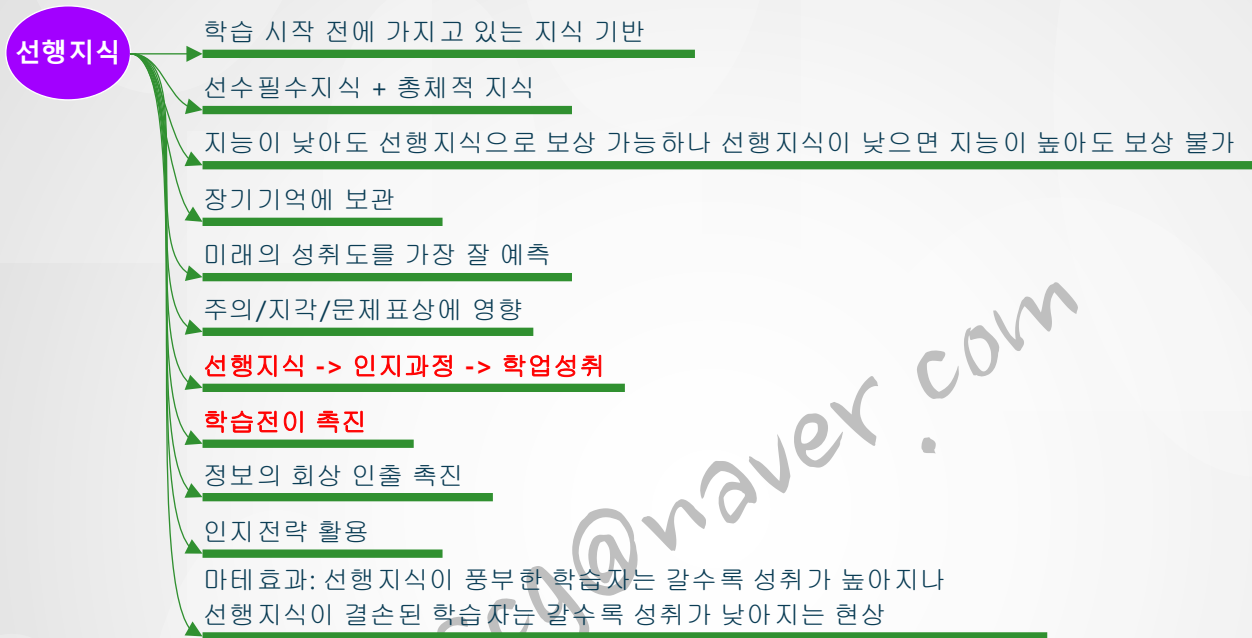 선행지식
학습 시작 전에 가지고 있는 지식 기반
선수필수지식 + 총체적 지식
지능이 낮아도 선행지식으로 보상 가능하나 선행지식이 낮으면 지능이 높아도 보상 불가
장기기억에 보관
미래의 성취도를 가장 잘 예측
주의/지각/문제표상에 영향
선행지식 -> 인지과정 -> 학업성취
학습전이 촉진
정보의 회상 인출 촉진
인지전략 활용
마테효과: 선행지식이 풍부한 학습자는 갈수록 성취가 높아지나
선행지식이 결손된 학습자는 갈수록 성취가 낮아지는 현상
@naver.com